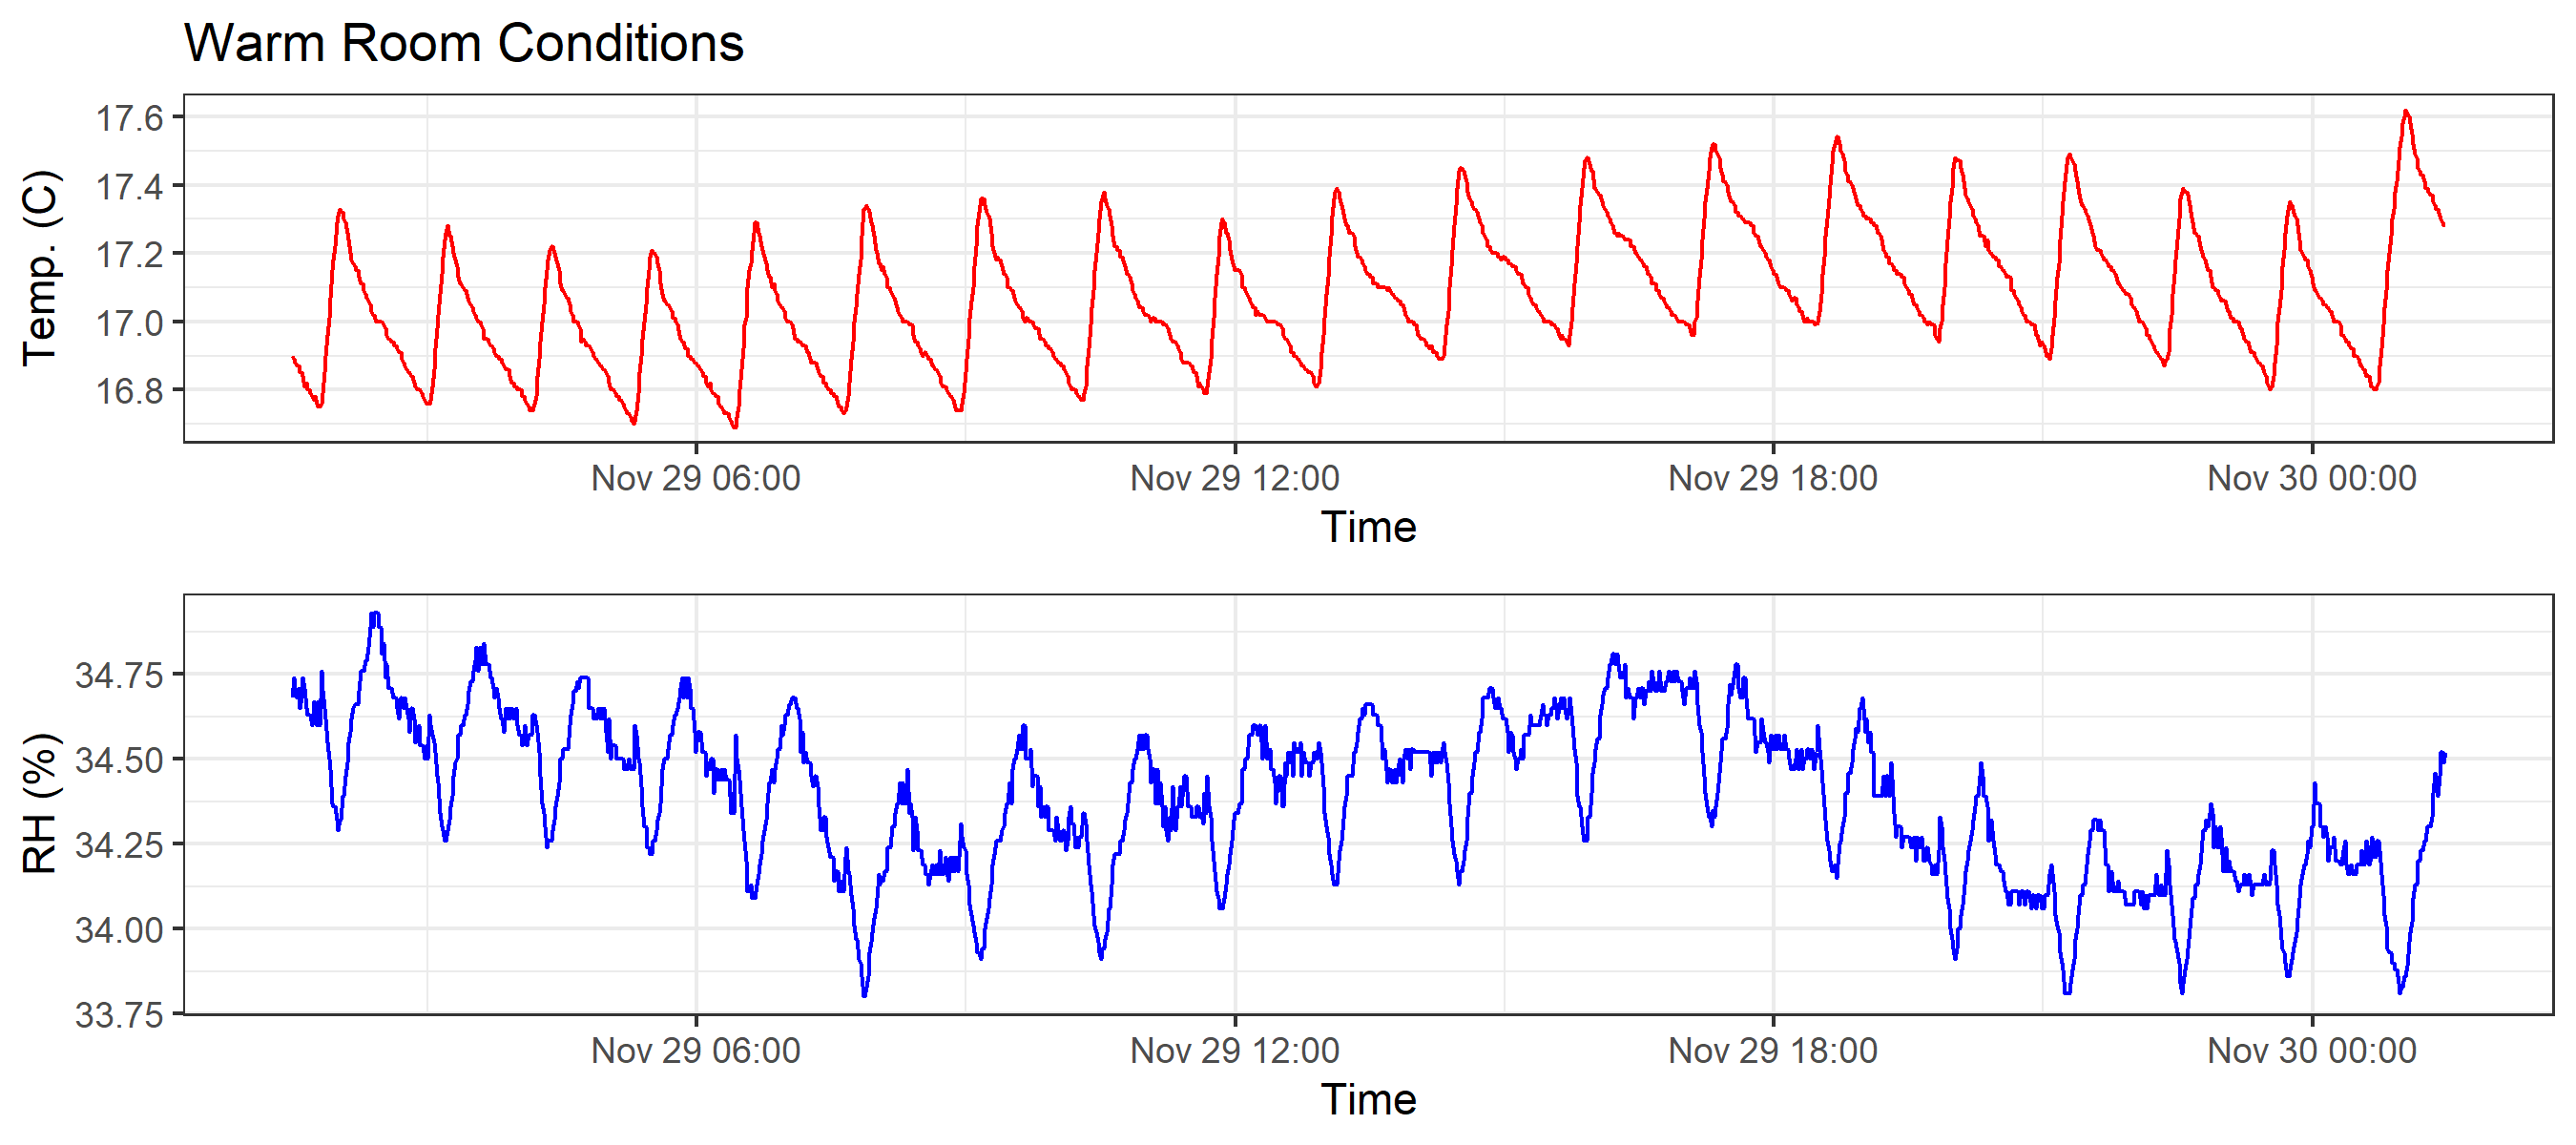 Warm Room Conditions
Temp. (C)
17.6
17.4
17.2
17.0
16.8
Nov 29 06:00 Nov 29 12:00 Nov 29 18:00 Nov 30 00:00
Time
RH (%)
34.75
34.50
34.25
34.00
33.75
Nov 29 06:00 Nov 29 12:00 Nov 29 18:00 Nov 30 00:00
Time